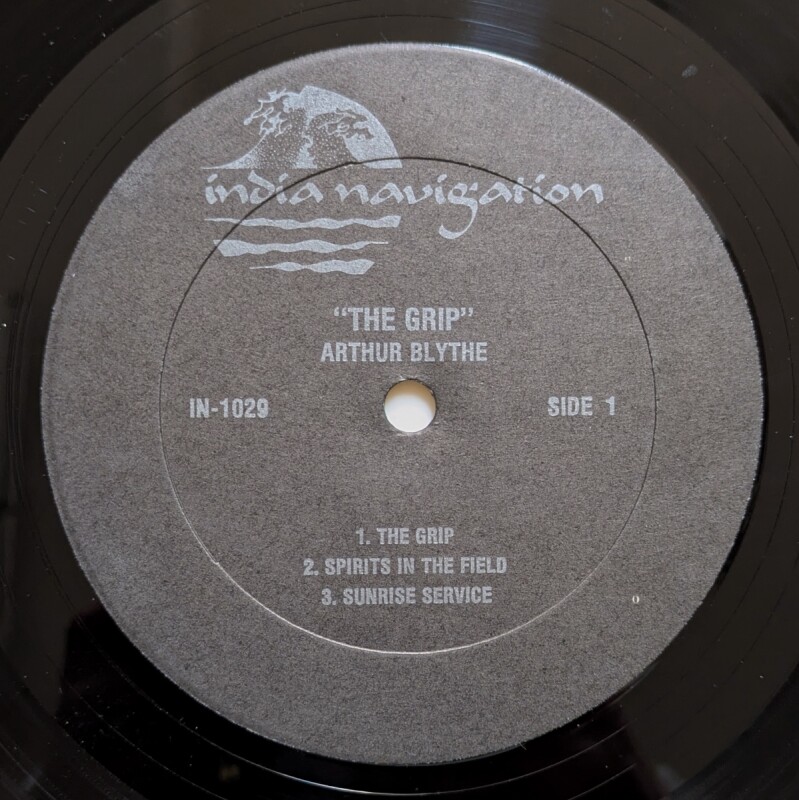 india navigation
"THE GRIP"
ARTHUR BLYTHE
IN-1029
SIDE 1
1. THE GRIP
2. SPIRITS IN THE FIELD
3. SUNRISE SERVICE